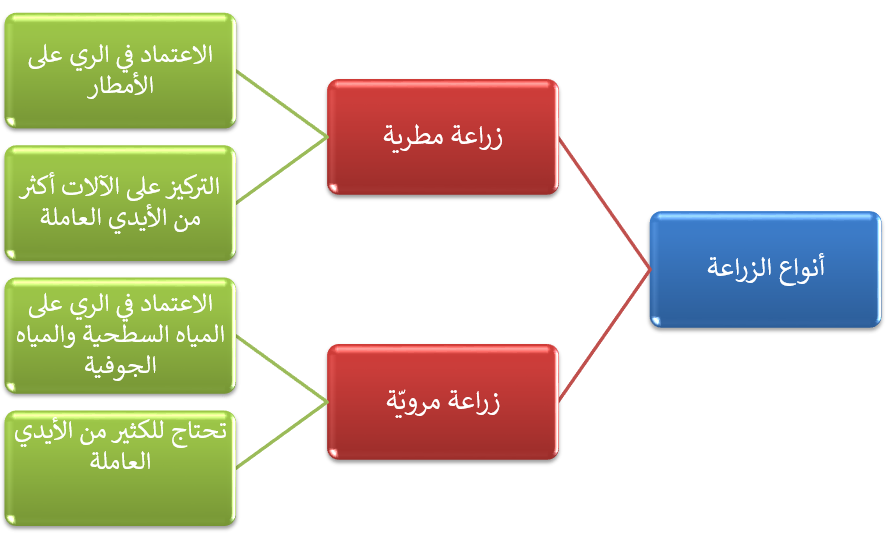 أنواع الزراعة
زراعة مطرية
الاعتماد في الري على
الأمطار
التركيز على الآلات أكثر
من الأيدي العاملة
زراعة مرويّة
الاعتماد في الري على
المياه السطحية والمياه
الجوفية
تحتاج للكثير من الأيدي
العاملة